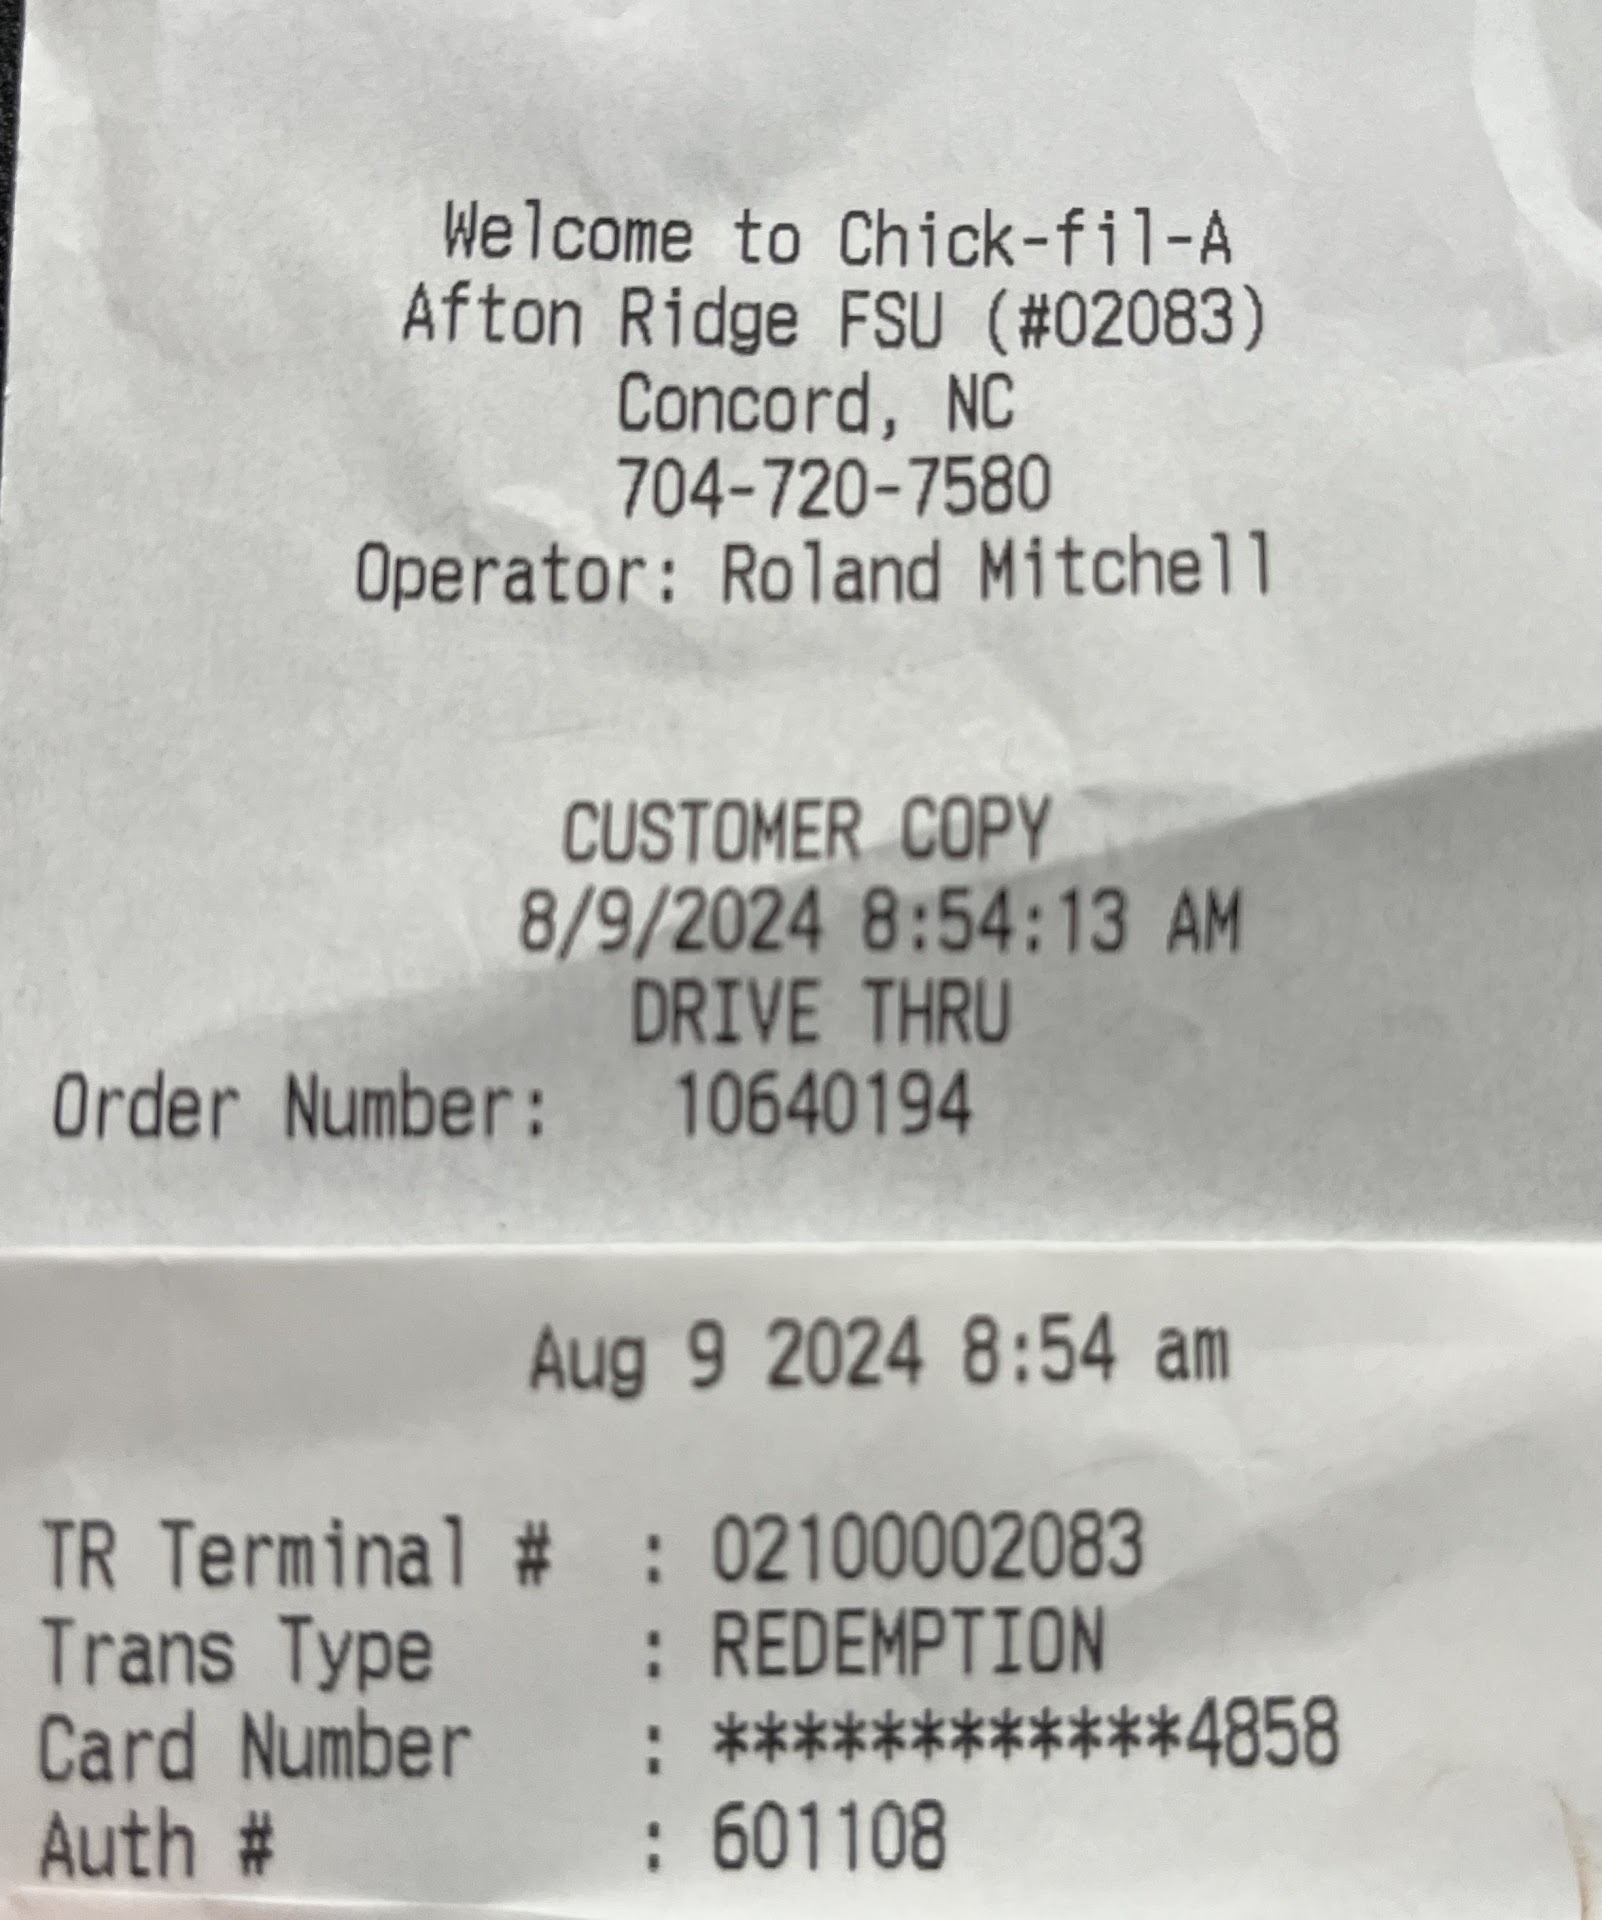 Welcome to Chick-fil-A
Afton Ridge FSU (#02083)
Concord, NC
704-720-7580
Operator: Roland Mitchell
CUSTOMER COPY
8/9/2024 8:54:13 AM
DRIVE THRU
Order Number: 10640194
Aug 9 2024 8:54 am
TR Terminal # : 02100002083
Trans Type : REDEMPTION
Card Number : ************4858
Auth # : 601108